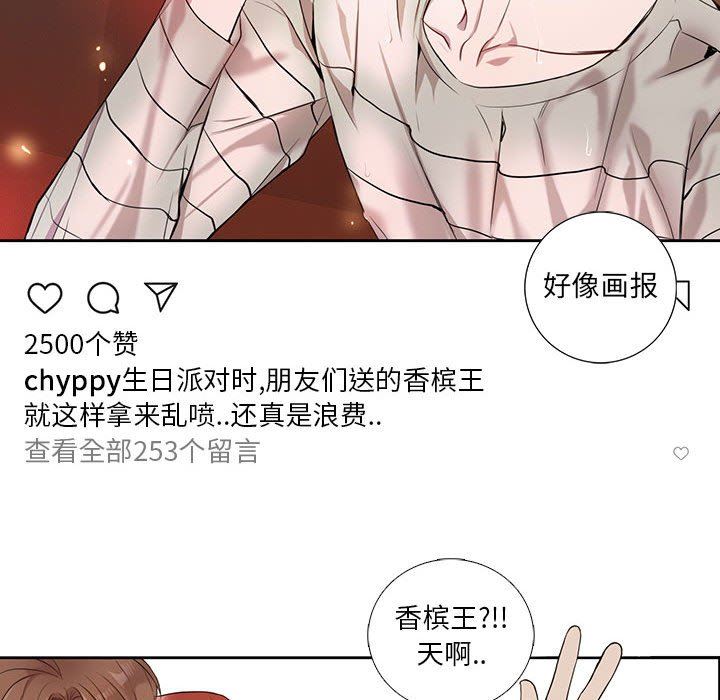 好像画报
2500个赞
chyppy生日派对时,朋友们送的香槟王
就这样拿来乱喷..还真是浪费..
查看全部253个留言
香槟王?!!
天啊..